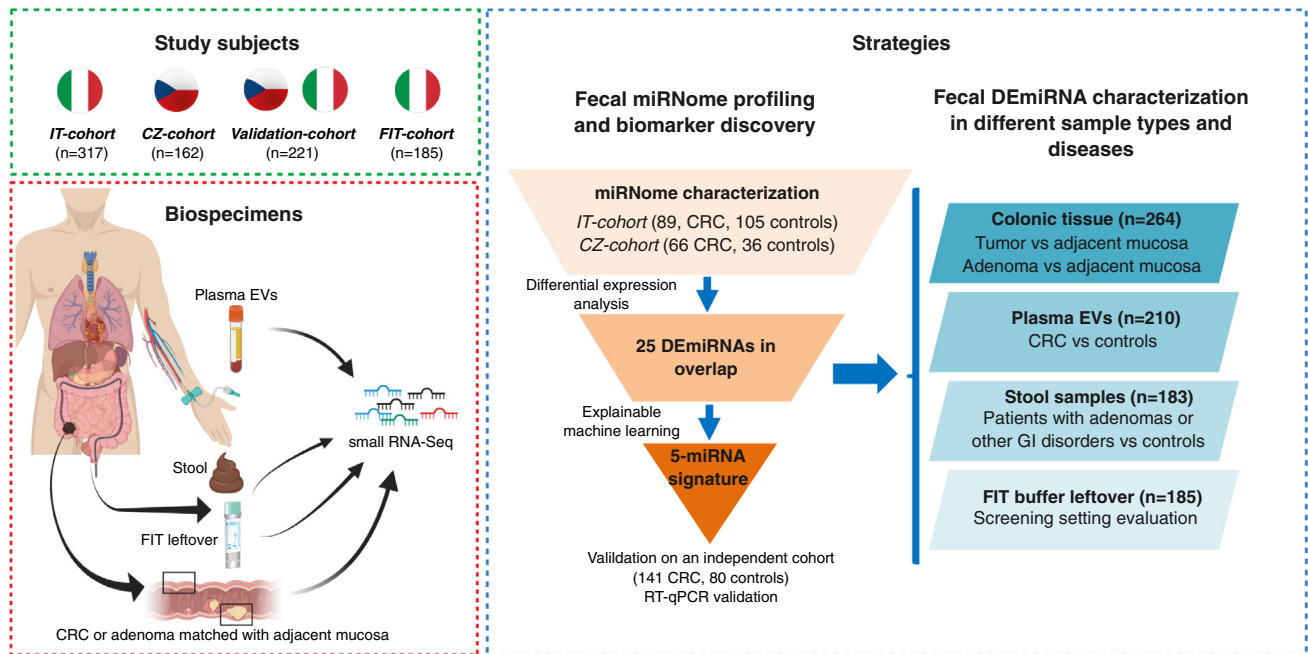 Study subjects
IT-cohort
(n=317)
CZ-cohort
(n=162)
Validation-cohort
(n=221)
FIT-cohort
(n=185)
Biospecimens
Plasma EVs
Stool
FIT leftover
small RNA-Seq
CRC or adenoma matched with adjacent mucosa
Strategies
Fecal miRNome profiling
and biomarker discovery
miRNome characterization
IT-cohort (89, CRC, 105 controls)
CZ-cohort (66 CRC, 36 controls)
Differential expression
analysis
25 DEmiRNAs in
overlap
Explainable
machine learning
5-miRNA
signature
Valildation on an independent cohort
(141 CRC, 80 controls)
RT-qPCR validation
Fecal DEmiRNA characterization
in different sample types and
diseases
Colonic tissue (n=264)
Tumor vs adjacent mucosa
Adenoma vs adjacent mucosa
Plasma EVs (n=210)
CRC vs controls
Stool samples (n=183)
Patients with adenomas or
other GI disorders vs controls
FIT buffer leftover (n=185)
Screening setting evaluation